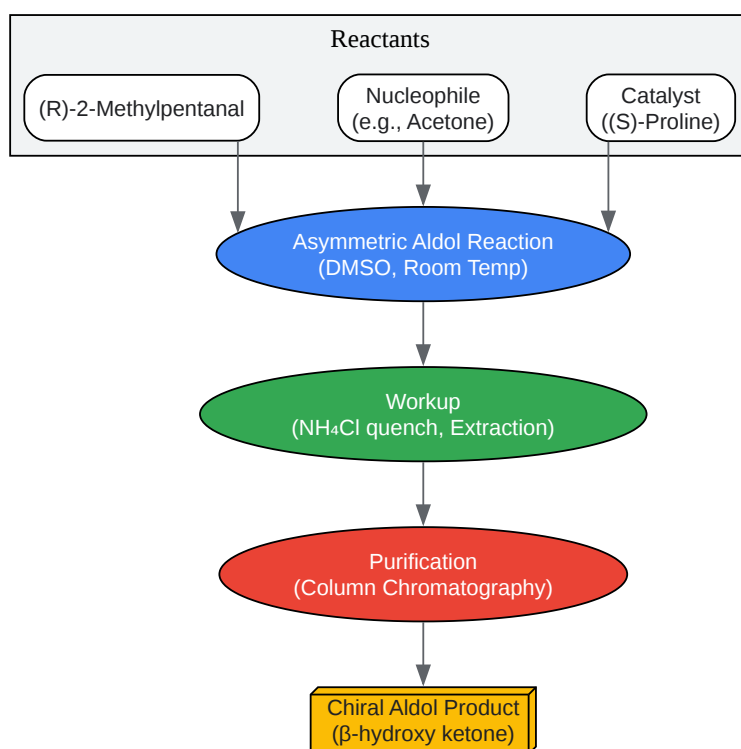 Reactants
(R)-2-Methylpentanal
Nucleophile
(e.g., Acetone)
Catalyst
((S)-Proline)
Asymmetric Aldol Reaction
(DMSO, Room Temp)
Workup
(NH₄Cl quench, Extraction)
Purification
(Column Chromatography)
Chiral Aldol Product
(β-hydroxy ketone)